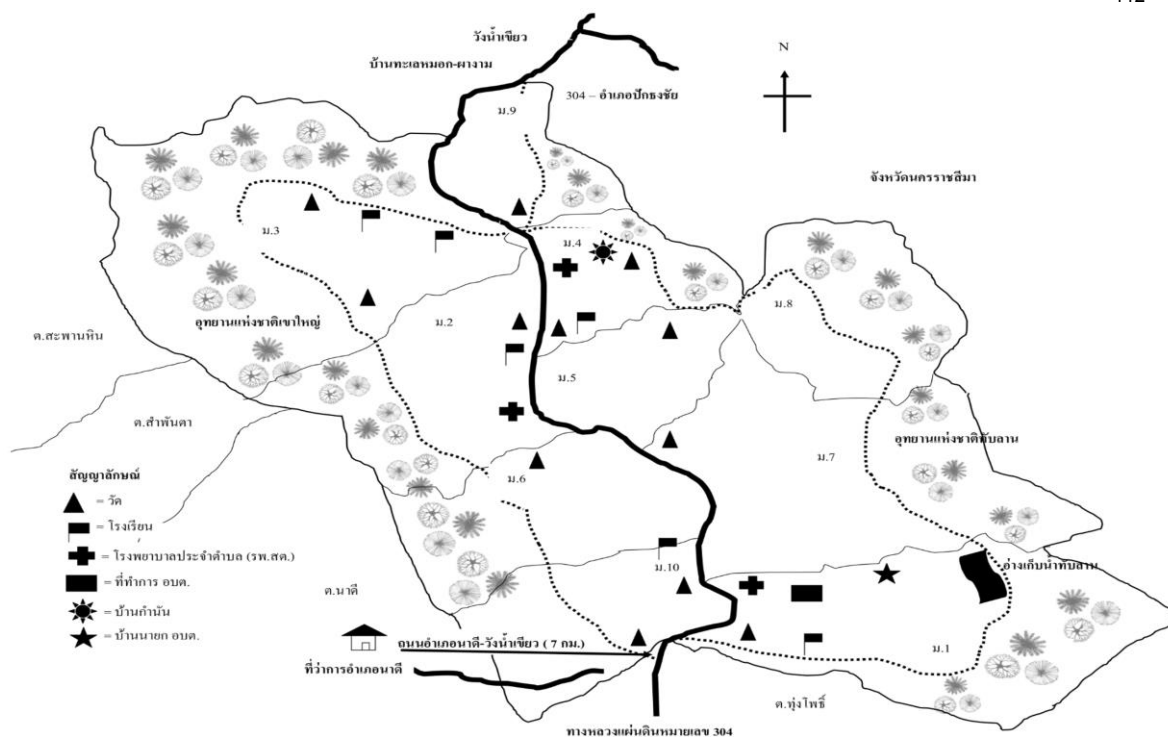 วังน้ำเขียว
N
บ้านทะเลหมอก-ผางาม
304 – อำเภอปักธงชัย
ม.9
จังหวัดนครราชสีมา
ม.3
ม.4
ม.8
อุทยานแห่งชาติเขาใหญ่
ม.2
ต.สะพานหิน
ม.5
ต.สำพันตา
อุทยานแห่งชาติทับลาน
ม.7
สัญญาลักษณ์
ม.6
= วัด
= โรงเรียน
= โรงพยาบาลประจำตำบล (รพ.สต.)
ม.10
อ่างเก็บน้ำทับลาน
= ที่ทำการ อบต.
ต.นาดี
= บ้านกำนัน
= บ้านนายก อบต.
ถนนอำเภอนาดี-วังน้ำเขียว ( 7 กม.)
ม.1
ที่ว่าการอำเภอนาดี
ต.ทุ่งโพธิ์
ทางหลวงแผ่นดินหมายเลข 304